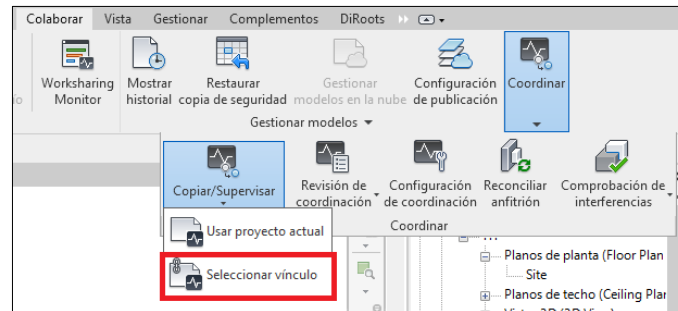 Colaborar Vista Gestionar Complementos DiRoots
Worksharing Monitor
Mostrar historial
Restaurar copia de seguridad
Gestionar modelos en la nube
Configuración de publicación
Coordinar
Gestionar modelos
Copiar/Supervisar
Revisión de coordinación
Configuración de coordinación
Reconciliar anfitrión
Comprobación de interferencias
Coordinar
Usar proyecto actual
Seleccionar vínculo
Planos de planta (Floor Plan
Site
Planos de techo (Ceiling Plan